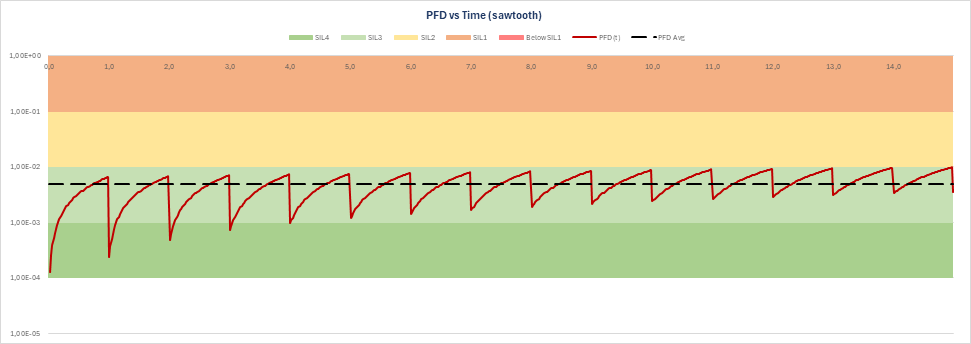 PFD vs Time (sawtooth)
SIL4 SIL3 SIL2 SIL1 Below SIL1 PFD(t) PFD Avg
1,00E+00
0,0 1,0 2,0 3,0 4,0 5,0 6,0 7,0 8,0 9,0 10,0 11,0 12,0 13,0 14,0
1,00E-01
1,00E-02
1,00E-03
1,00E-04
1,00E-05